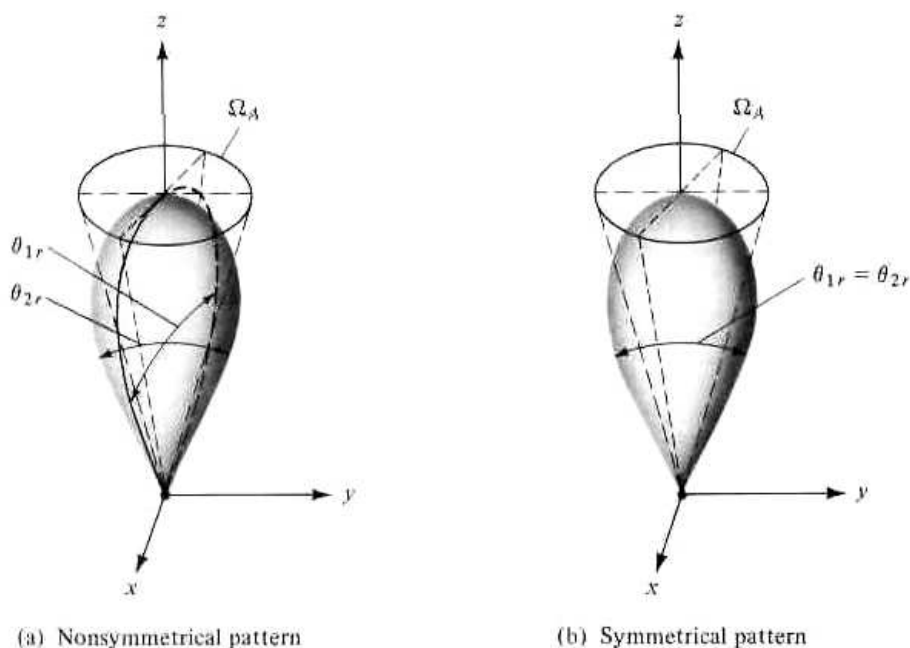 z
Ω_A
θ_1r
θ_2r
y
x
(a) Nonsymmetrical pattern
z
Ω_A
θ_1r = θ_2r
y
x
(b) Symmetrical pattern